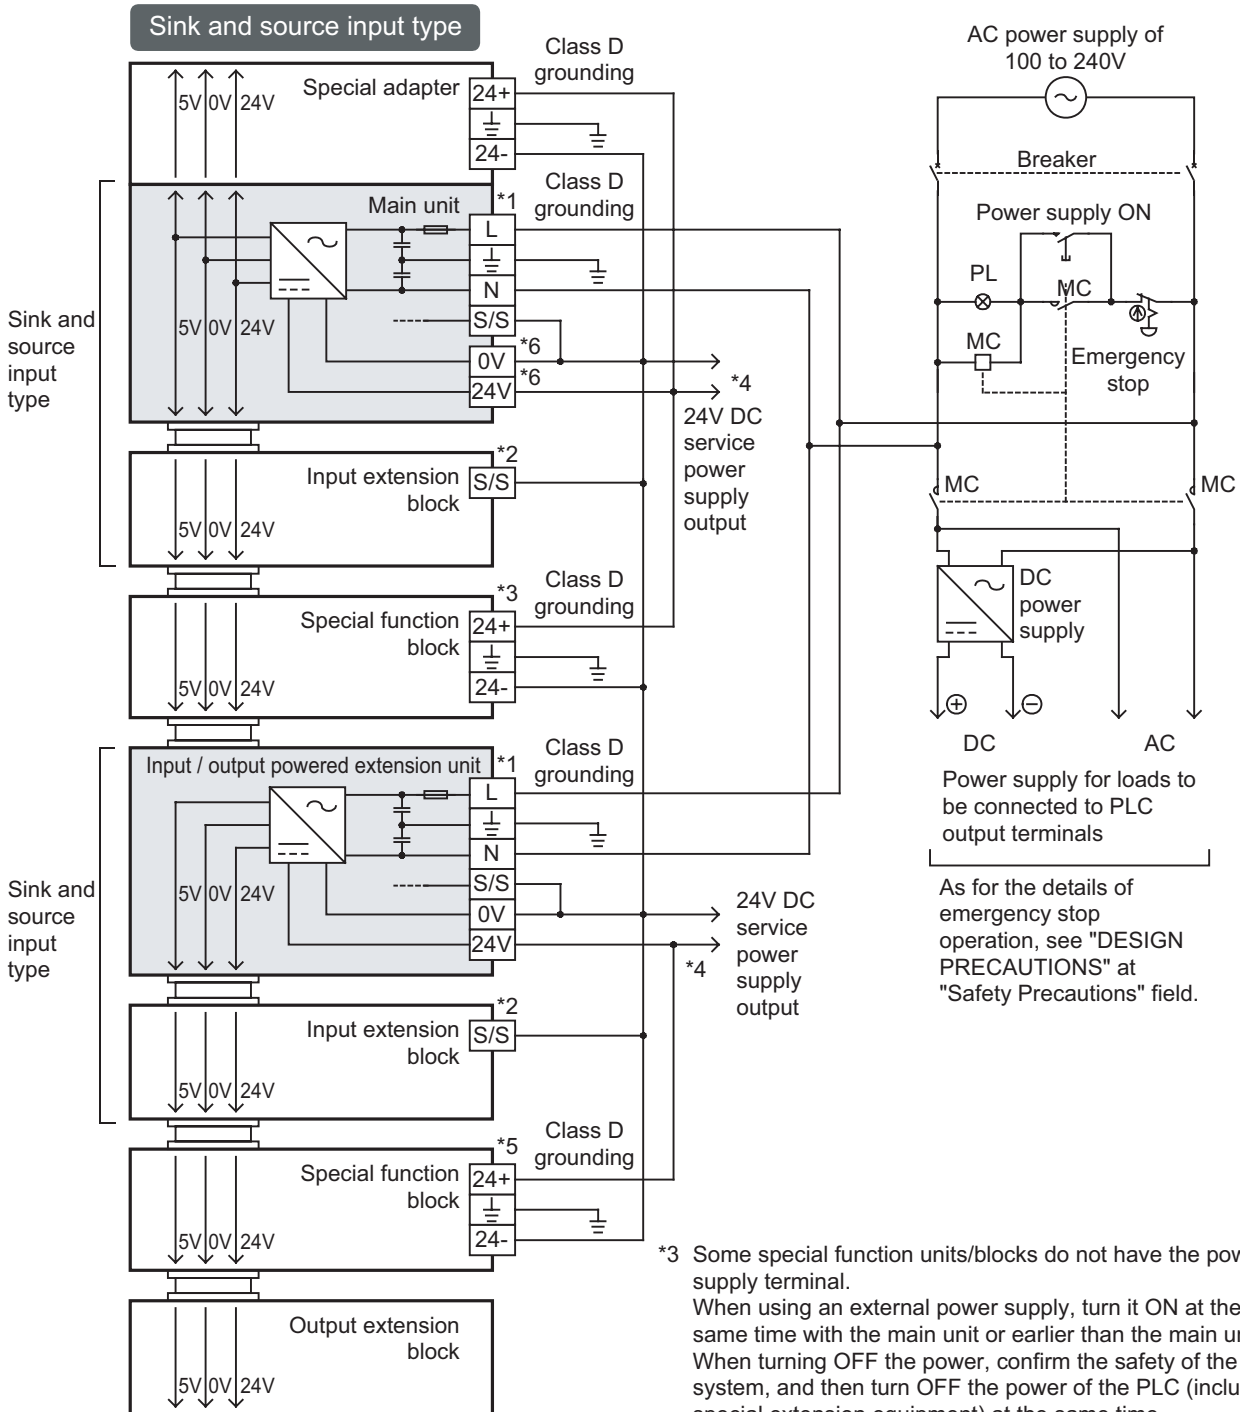 Sink and source input type
Special adapter
5V 0V 24V
24+
24-
Class D
grounding
Sink and
source
input
type
Main unit
5V 0V 24V
*1
L
N
S/S
0V
24V
*6
*6
Class D
grounding
*4
24V DC
service
power
supply
output
Input extension
block
5V 0V 24V
*2
S/S
Special function
block
5V 0V 24V
*3
24+
24-
Class D
grounding
Sink and
source
input
type
Input / output powered extension unit
5V 0V 24V
*1
L
N
S/S
0V
24V
Class D
grounding
*4
24V DC
service
power
supply
output
Input extension
block
5V 0V 24V
*2
S/S
Special function
block
5V 0V 24V
*5
24+
24-
Class D
grounding
Output extension
block
5V 0V 24V
AC power supply of
100 to 240V
Breaker
Power supply ON
PL
MC
MC
Emergency
stop
MC
MC
DC
power
supply
DC
AC
Power supply for loads to
be connected to PLC
output terminals
As for the details of
emergency stop
operation, see "DESIGN
PRECAUTIONS" at
"Safety Precautions" field.
*3 Some special function units/blocks do not have the
supply terminal.
When using an external power supply, turn it ON at the
same time with the main unit or earlier than the main
When turning OFF the power, confirm the safety of the
system, and then turn OFF the power of the PLC
special extension equipment) at the same time.